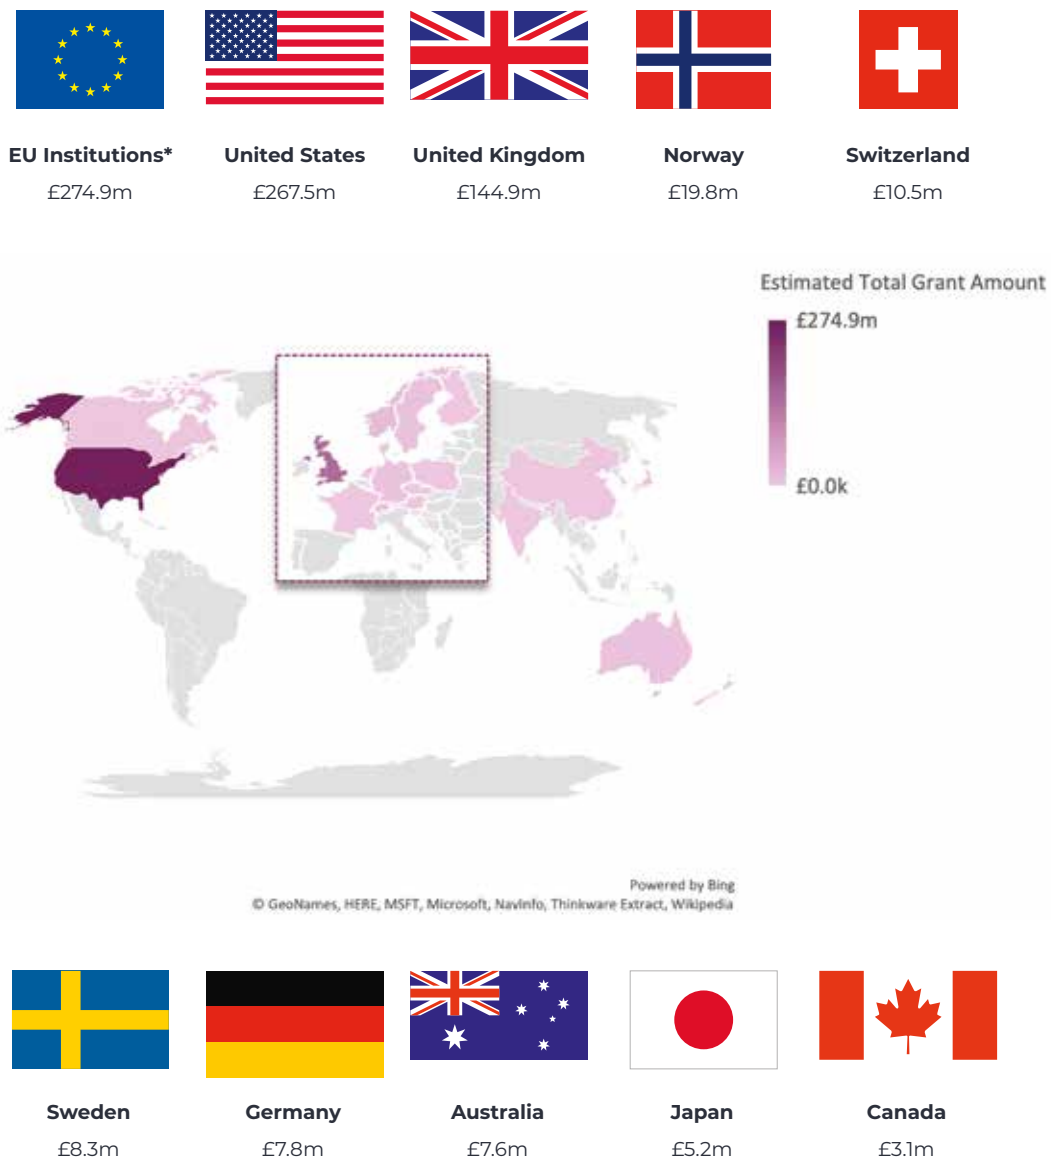 EU Institutions* United States United Kingdom Norway Switzerland
£274.9m £267.5m £144.9m £19.8m £10.5m
Estimated Total Grant Amount
£274.9m
£0.0k
Powered by Bing
© GeoNames, HERE, MSFT, Microsoft, NavInfo, Thinkware Extract, Wikipedia
Sweden Germany Australia Japan Canada
£8.3m £7.8m £7.6m £5.2m £3.1m